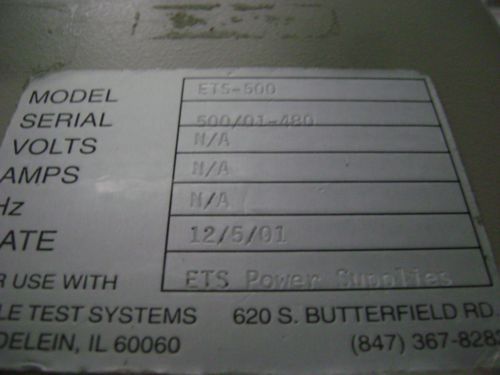 MODEL ETS-500
SERIAL 500/01-480
VOLTS N/A
AMPS N/A
Hz N/A
ATE 12/5/01
R USE WITH ETS Power Supplies
LE TEST SYSTEMS 620 S. BUTTERFIELD RD.
DELEIN, IL 60060 (847) 367-8283